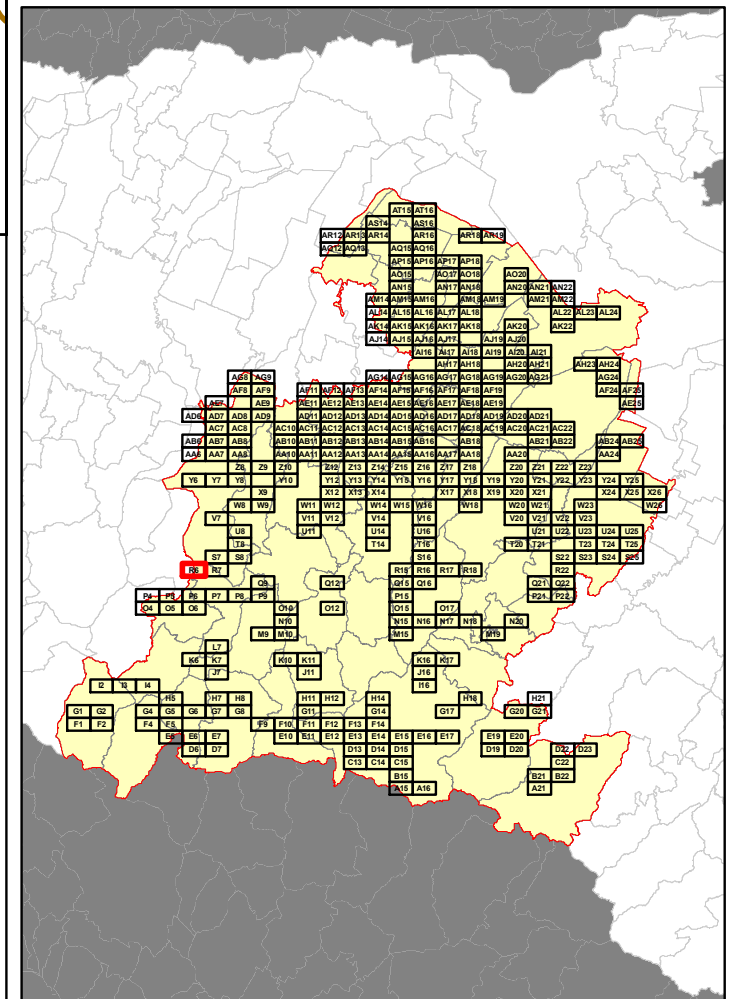 AT15 AT16
AS14 AS16
AR12 AR13 AR14 AR16 AR18 AR19
AQ12 AQ13 AQ15 AQ16
AP15 AP16 AP17 AP18
AO15 AO17 AO18 AO20
AN15 AN17 AN18 AN20 AN21 AN22
AM14 AM15 AM16 AM18 AM19 AM21 AM22
AL14 AL15 AL16 AL17 AL18 AL22 AL23 AL24
AK14 AK15 AK16 AK17 AK18 AK20 AK22
AJ14 AJ15 AJ16 AJ17 AJ19 AJ20
AI16 AI17 AI18 AI19 AI20 AI21
AH17 AH18 AH20 AH21 AH23 AH24
AG8 AG9 AG14 AG15 AG16 AG17 AG18 AG19 AG20 AG21 AG24
AF8 AF9 AF11 AF12 AF13 AF14 AF15 AF16 AF17 AF18 AF19 AF24 AF25
AE7 AE9 AE11 AE12 AE13 AE14 AE15 AE16 AE17 AE18 AE19 AE25
AD6 AD7 AD8 AD9 AD11 AD12 AD13 AD14 AD15 AD16 AD17 AD18 AD19 AD20 AD21
AC7 AC8 AC10 AC11 AC12 AC13 AC14 AC15 AC16 AC17 AC18 AC19 AC20 AC21 AC22
AB6 AB7 AB8 AB10 AB11 AB12 AB13 AB14 AB15 AB16 AB18 AB21 AB22 AB24 AB25
AA6 AA7 AA8 AA10 AA11 AA12 AA13 AA14 AA15 AA16 AA17 AA18 AA20 AA24
Z8 Z9 Z10 Z12 Z13 Z14 Z15 Z16 Z17 Z18 Z20 Z21 Z22 Z23
Y6 Y7 Y8 Y10 Y12 Y13 Y14 Y15 Y16 Y17 Y18 Y19 Y20 Y21 Y22 Y23 Y24 Y25
X9 X12 X13 X14 X17 X18 X19 X20 X21 X24 X25 X26
W8 W9 W11 W12 W14 W15 W16 W18 W20 W21 W23 W26
V7 V11 V12 V14 V16 V20 V21 V22 V23
U8 U11 U14 U16 U21 U22 U23 U24 U25
T8 T14 T16 T20 T21 T23 T24 T25
S7 S8 S16 S22 S23 S24 S25
R6 R7 R15 R16 R17 R18 R22
Q9 Q12 Q15 Q16 Q21 Q22
P4 P5 P6 P7 P8 P9 P15 P21 P22
O4 O5 O6 O10 O12 O15 O17
N10 N15 N16 N17 N18 N20
M9 M10 M15 M19
L7
K6 K7 K10 K11 K16 K17
J7 J11 J16
I2 I3 I4 I16
H5 H7 H8 H11 H12 H14 H18 H21
G1 G2 G4 G5 G6 G7 G8 G11 G14 G17 G20 G21
F1 F2 F4 F5 F9 F10 F11 F12 F13 F14
E5 E6 E7 E10 E11 E12 E13 E14 E15 E16 E17 E19 E20
D6 D7 D13 D14 D15 D19 D20 D22 D23
C13 C14 C15 C22
B15 B21 B22
A15 A16 A21